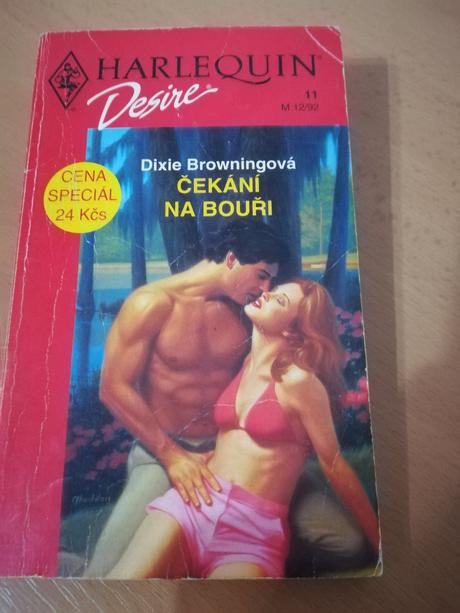 HARLEQUIN®
Desire®
11
M 12/92
CENA
SPECIÁL
24 Kčs
Dixie Browningová
ČEKÁNÍ
NA BOUŘI